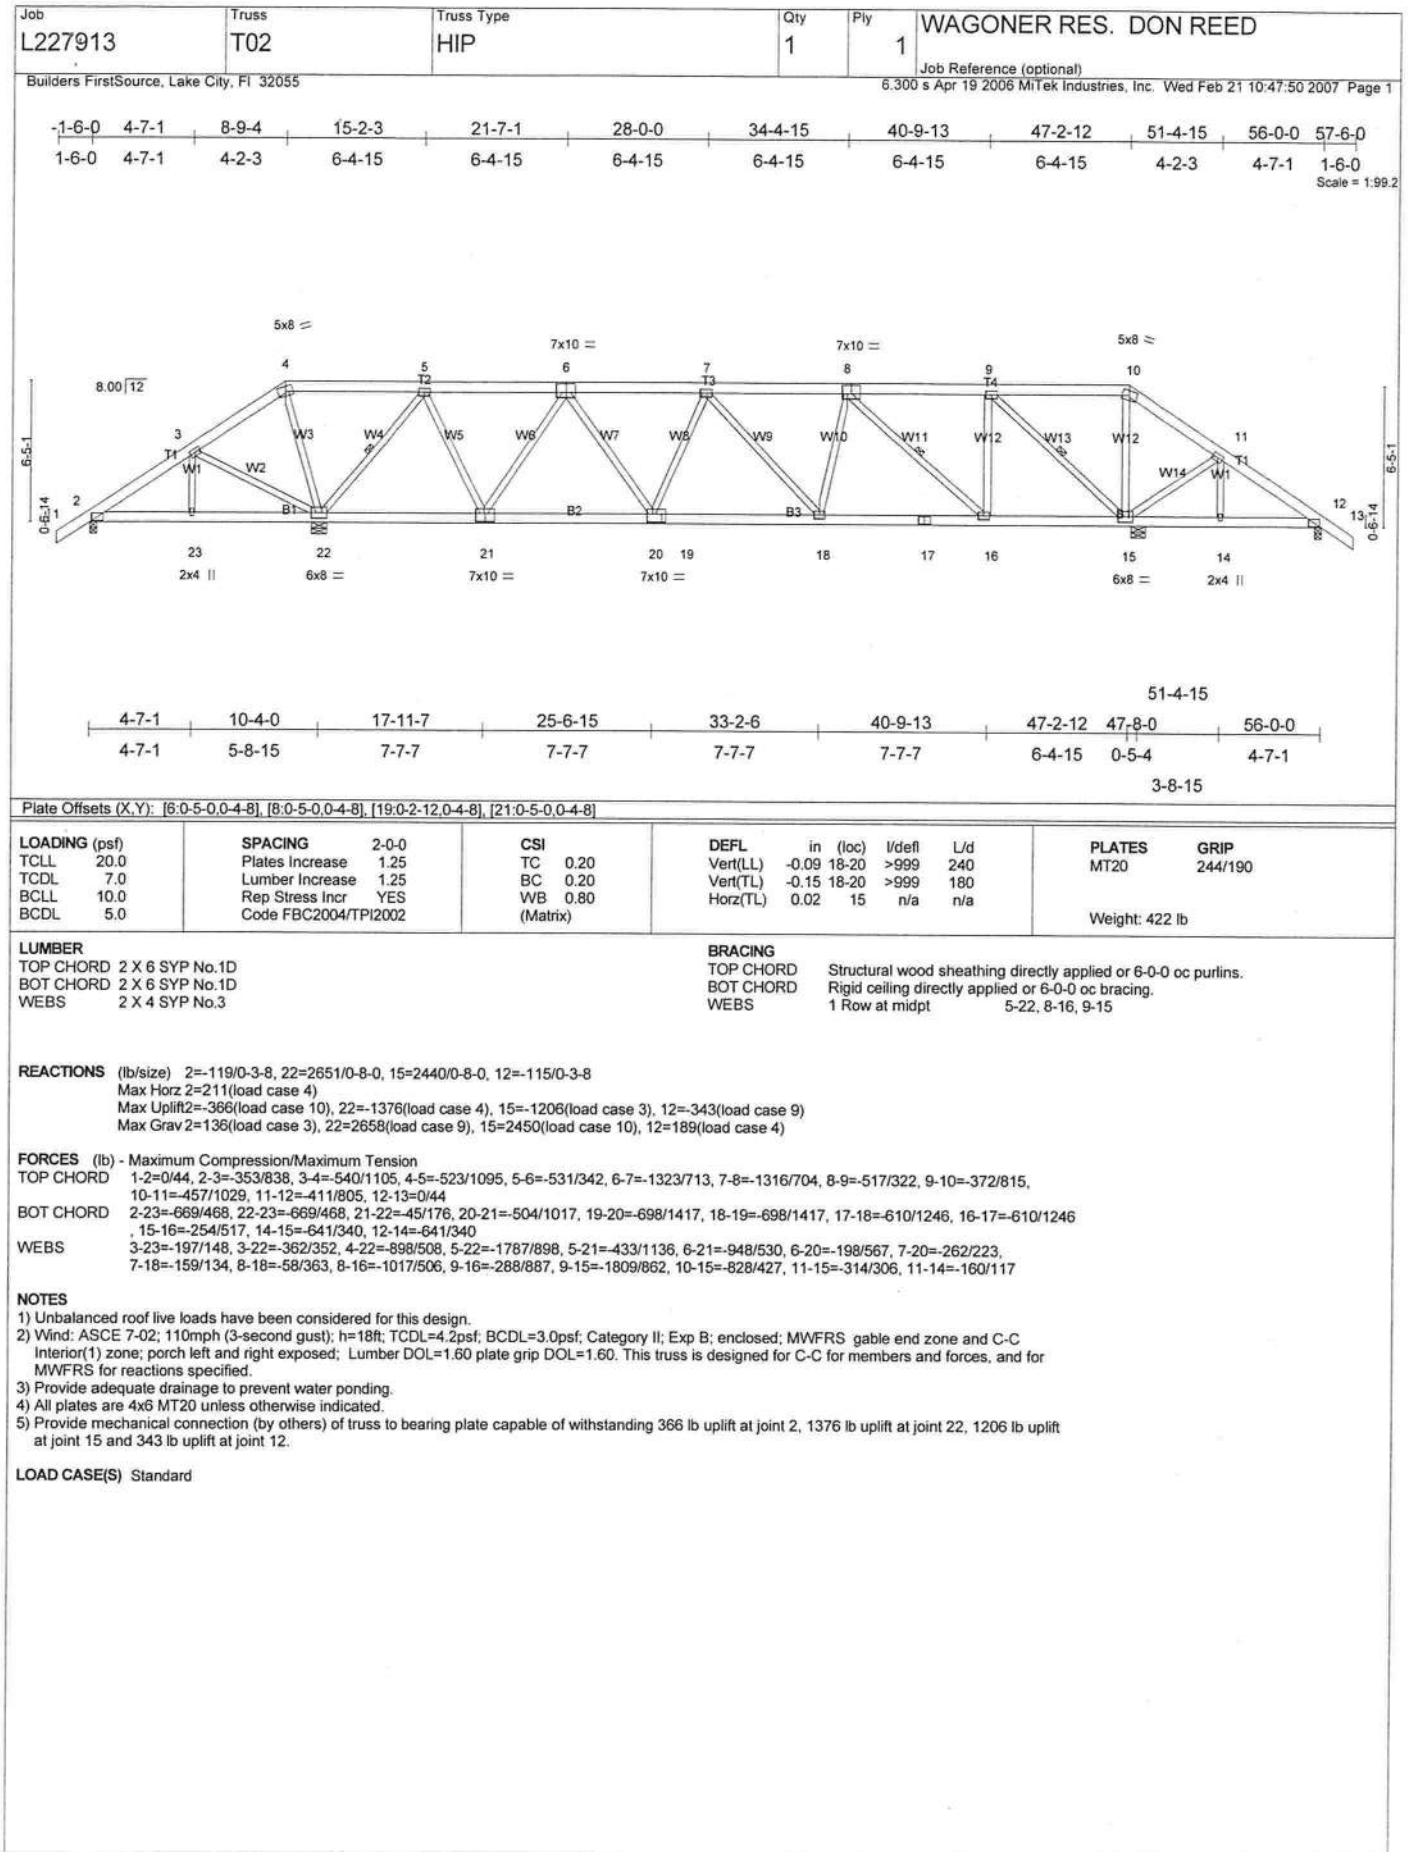 Job Truss Truss Type Qty Ply WAGONER RES. DON REED
L227913 T02 HIP 1 1
Job Reference (optional)
Builders FirstSource, Lake City, Fl 32055 6.300 s Apr 19 2006 MiTek Industries, Inc. Wed Feb 21 10:47:50 2007 Page 1
-1-6-0 4-7-1 8-9-4 15-2-3 21-7-1 28-0-0 34-4-15 40-9-13 47-2-12 51-4-15 56-0-0 57-6-0
1-6-0 4-7-1 4-2-3 6-4-15 6-4-15 6-4-15 6-4-15 6-4-15 6-4-15 4-2-3 4-7-1 1-6-0
Scale = 1:99.2
5x8 = 7x10 = 7x10 = 5x8 =
4 5 6 7 8 9 10
8.00 12 T2 T3 T4
3 T1 W1 W2 W3 W4 W5 W6 W7 W8 W9 W10 W11 W12 W13 W12 W14 11 T1 W1
6-5-1 0-6-14 6-5-1 0-6-14
1 2 B1 B2 B3 12 13
23 22 21 20 19 18 17 16 15 14
2x4 || 6x8 = 7x10 = 7x10 = 6x8 = 2x4 ||
51-4-15
4-7-1 10-4-0 17-11-7 25-6-15 33-2-6 40-9-13 47-2-12 47-8-0 56-0-0
4-7-1 5-8-15 7-7-7 7-7-7 7-7-7 7-7-7 6-4-15 0-5-4 4-7-1
3-8-15
Plate Offsets (X,Y): [6:0-5-0,0-4-8], [8:0-5-0,0-4-8], [19:0-2-12,0-4-8], [21:0-5-0,0-4-8]
LOADING (psf) SPACING 2-0-0 CSI DEFL in (loc) l/defl L/d PLATES GRIP
TCLL 20.0 Plates Increase 1.25 TC 0.20 Vert(LL) -0.09 18-20 >999 240 MT20 244/190
TCDL 7.0 Lumber Increase 1.25 BC 0.20 Vert(TL) -0.15 18-20 >999 180
BCLL 10.0 Rep Stress Incr YES WB 0.80 Horz(TL) 0.02 15 n/a n/a
BCDL 5.0 Code FBC2004/TPI2002 (Matrix) Weight: 422 lb
LUMBER
TOP CHORD 2 X 6 SYP No.1D
BOT CHORD 2 X 6 SYP No.1D
WEBS 2 X 4 SYP No.3
BRACING
TOP CHORD Structural wood sheathing directly applied or 6-0-0 oc purlins.
BOT CHORD Rigid ceiling directly applied or 6-0-0 oc bracing.
WEBS 1 Row at midpt 5-22, 8-16, 9-15
REACTIONS (lb/size) 2=-119/0-3-8, 22=2651/0-8-0, 15=2440/0-8-0, 12=-115/0-3-8
Max Horz 2=211(load case 4)
Max Uplift2=-366(load case 10), 22=-1376(load case 4), 15=-1206(load case 3), 12=-343(load case 9)
Max Grav2=136(load case 3), 22=2658(load case 9), 15=2450(load case 10), 12=189(load case 4)
FORCES (lb) - Maximum Compression/Maximum Tension
TOP CHORD 1-2=0/44, 2-3=-353/838, 3-4=-540/1105, 4-5=-523/1095, 5-6=-531/342, 6-7=-1323/713, 7-8=-1316/704, 8-9=-517/322, 9-10=-372/815,
10-11=-457/1029, 11-12=-411/805, 12-13=0/44
BOT CHORD 2-23=-669/468, 22-23=-669/468, 21-22=-45/176, 20-21=-504/1017, 19-20=-698/1417, 18-19=-698/1417, 17-18=-610/1246, 16-17=-610/1246
, 15-16=-254/517, 14-15=-641/340, 12-14=-641/340
WEBS 3-23=-197/148, 3-22=-362/352, 4-22=-898/508, 5-22=-1787/898, 5-21=-433/1136, 6-21=-948/530, 6-20=-198/567, 7-20=-262/223,
7-18=-159/134, 8-18=-58/363, 8-16=-1017/506, 9-16=-288/887, 9-15=-1809/862, 10-15=-828/427, 11-15=-314/306, 11-14=-160/117
NOTES
1) Unbalanced roof live loads have been considered for this design.
2) Wind: ASCE 7-02; 110mph (3-second gust); h=18ft; TCDL=4.2psf; BCDL=3.0psf; Category II; Exp B; enclosed; MWFRS gable end zone and C-C
Interior(1) zone; porch left and right exposed; Lumber DOL=1.60 plate grip DOL=1.60. This truss is designed for C-C for members and forces, and for
MWFRS for reactions specified.
3) Provide adequate drainage to prevent water ponding.
4) All plates are 4x6 MT20 unless otherwise indicated.
5) Provide mechanical connection (by others) of truss to bearing plate capable of withstanding 366 lb uplift at joint 2, 1376 lb uplift at joint 22, 1206 lb uplift
at joint 15 and 343 lb uplift at joint 12.
LOAD CASE(S) Standard